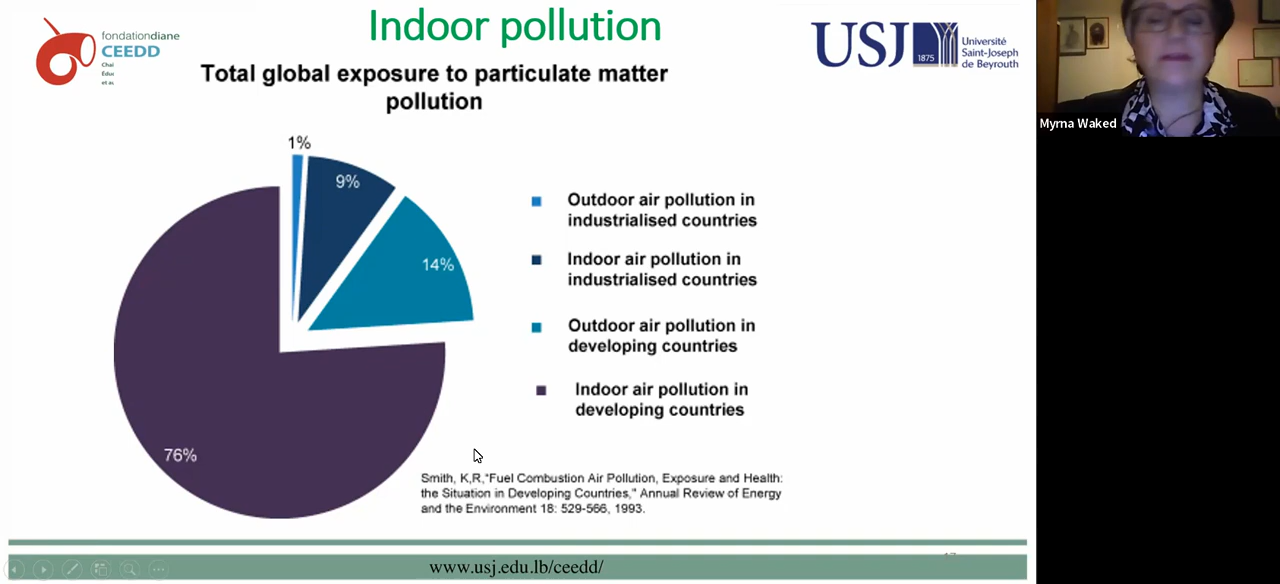 Indoor pollution
fondationdiane
CEEDD
Chai
Édu
et au
USJ
1875
Université
Saint-Joseph
de Beyrouth
Myrna Waked
Total global exposure to particulate matter
pollution
1%
9%
14%
76%
Outdoor air pollution in
industrialised countries
Indoor air pollution in
industrialised countries
Outdoor air pollution in
developing countries
Indoor air pollution in
developing countries
Smith, K,R,"Fuel Combustion Air Pollution, Exposure and Health:
the Situation in Developing Countries," Annual Review of Energy
and the Environment 18: 529-566, 1993.
www.usj.edu.lb/ceedd/